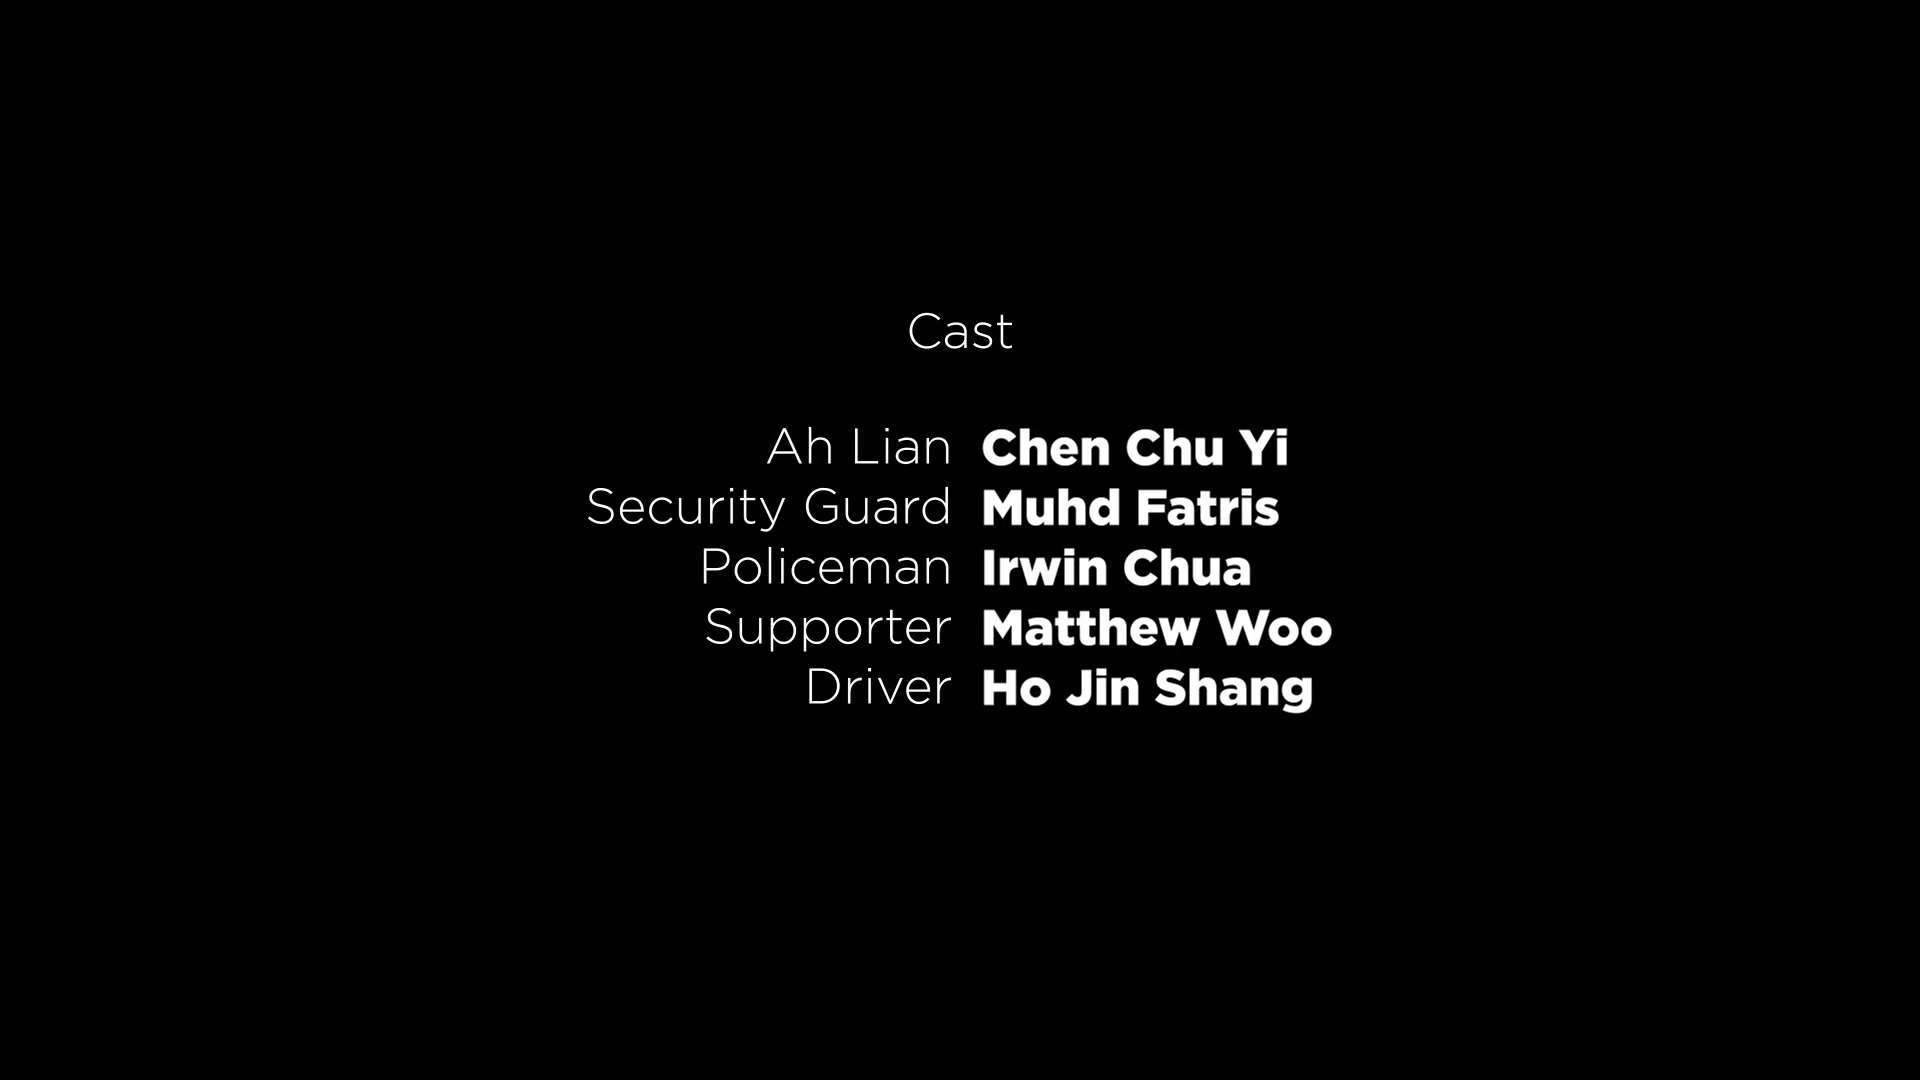 Cast
Ah Lian Chen Chu Yi
Security Guard Muhd Fatris
Policeman Irwin Chua
Supporter Matthew Woo
Driver Ho Jin Shang